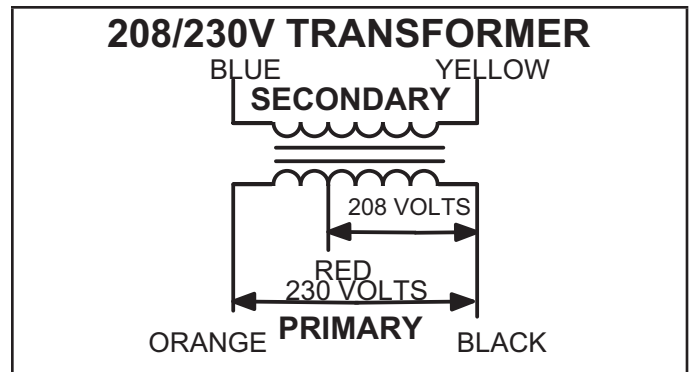 208/230V TRANSFORMER
BLUE YELLOW
SECONDARY
208 VOLTS
RED
230 VOLTS
PRIMARY
ORANGE BLACK